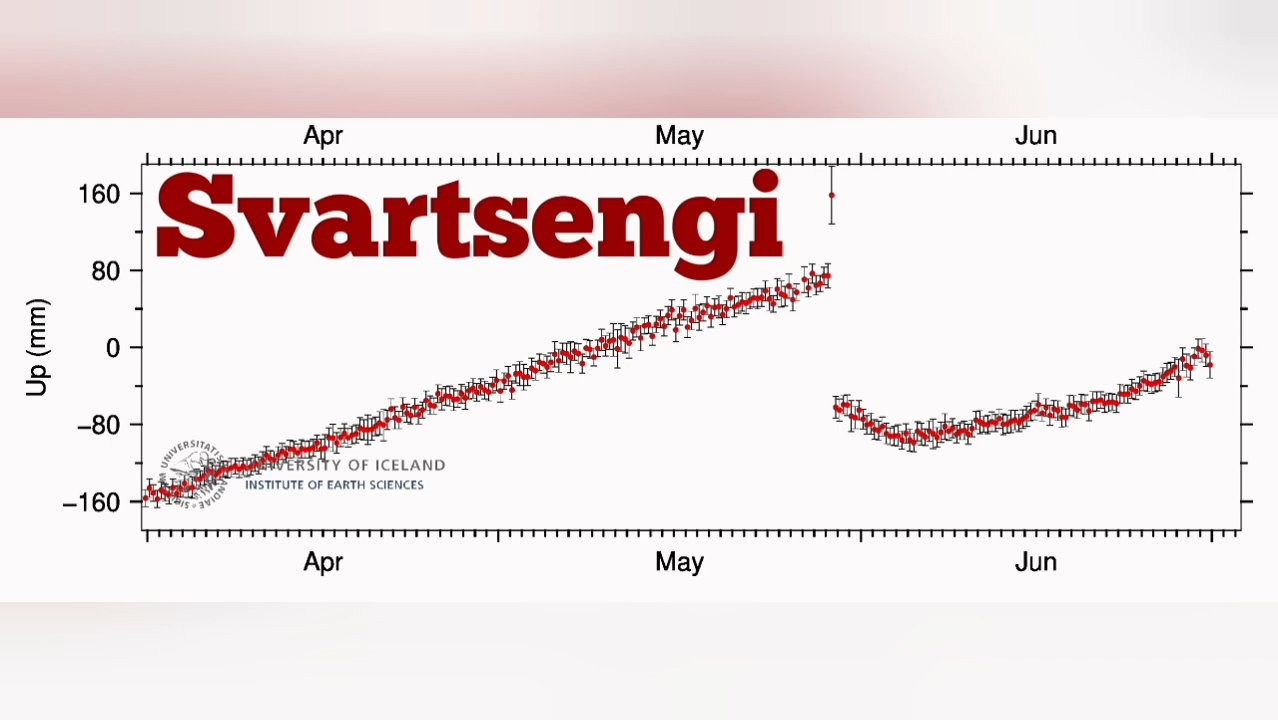 Apr May Jun
Svartsengi
160
80
0
−80
−160
Up (mm)
UNIVERSITY OF ICELAND
INSTITUTE OF EARTH SCIENCES
Apr May Jun